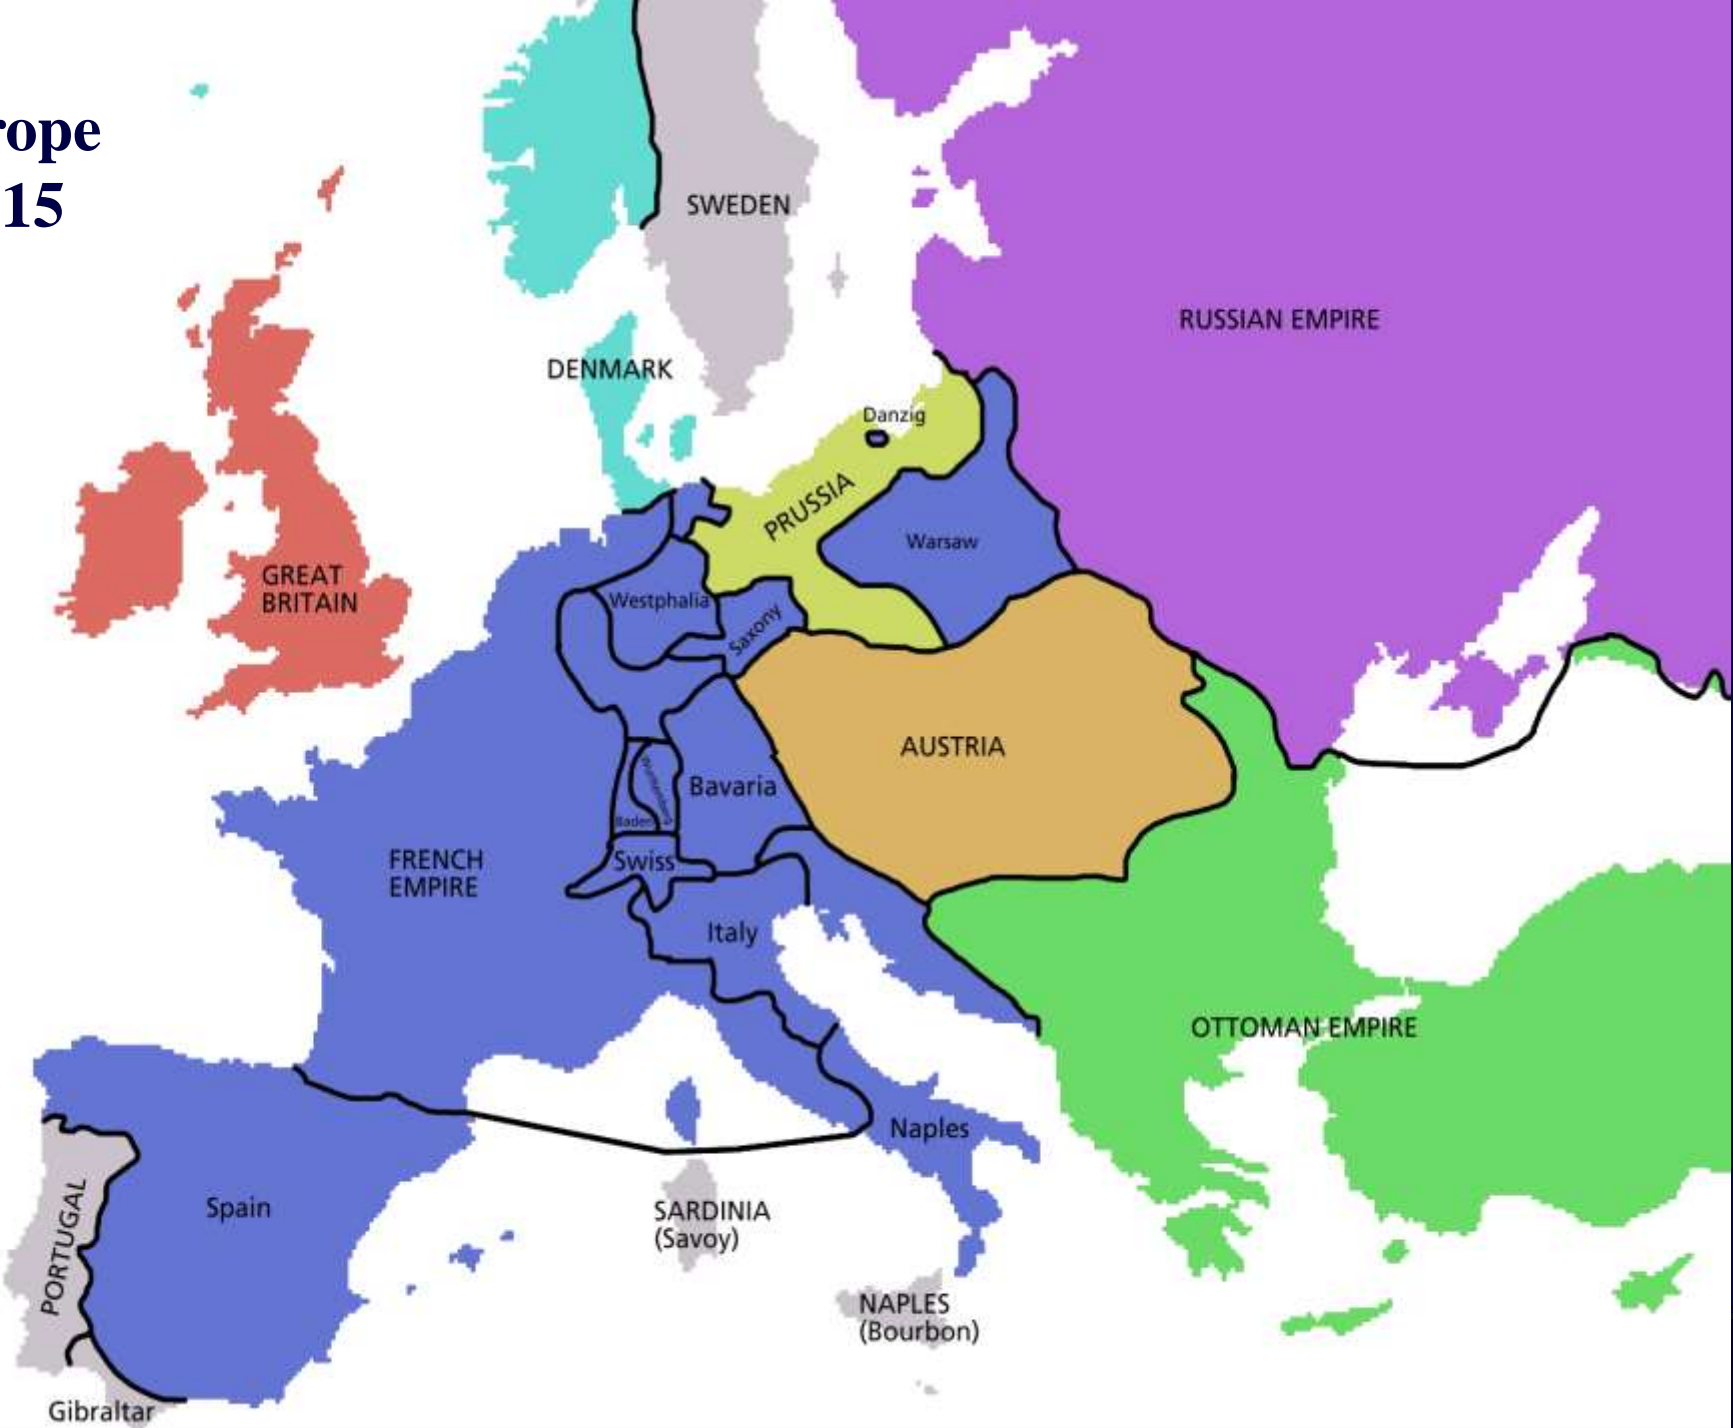 rope
15
SWEDEN
RUSSIAN EMPIRE
DENMARK
Danzig
PRUSSIA
Warsaw
GREAT
BRITAIN
Westphalia
Saxony
AUSTRIA
Bavaria
Württemberg
Baden
Swiss
FRENCH
EMPIRE
Italy
OTTOMAN EMPIRE
Naples
Spain
PORTUGAL
SARDINIA
(Savoy)
NAPLES
(Bourbon)
Gibraltar